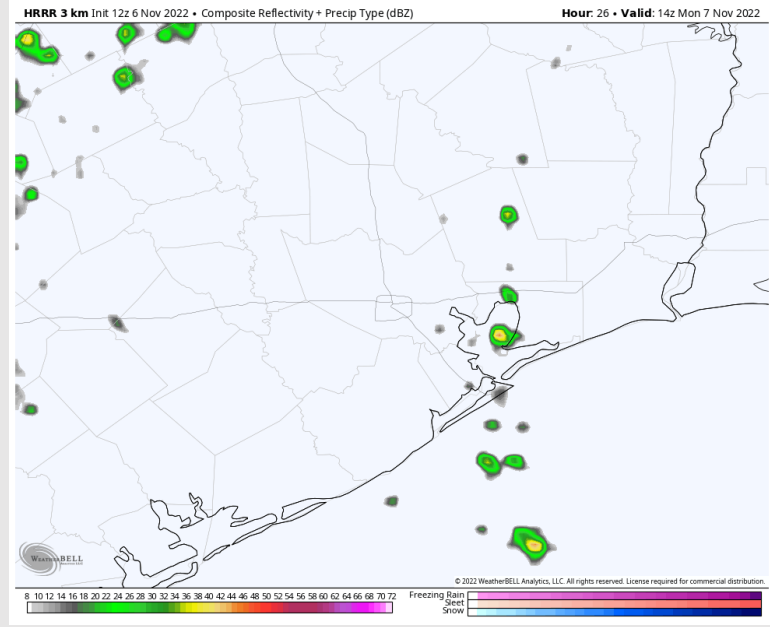 HRRR 3 km Init 12z 6 Nov 2022 • Composite Reflectivity + Precip Type (dBZ)
Hour: 26 • Valid: 14z Mon 7 Nov 2022
WEATHERBELL
© 2022 WeatherBELL Analytics, LLC. All rights reserved. License required for commercial distribution.
8 10 12 14 16 18 20 22 24 26 28 30 32 34 36 38 40 42 44 46 48 50 52 54 56 58 60 62 64 66 68 70 72
Freezing Rain
Sleet
Snow